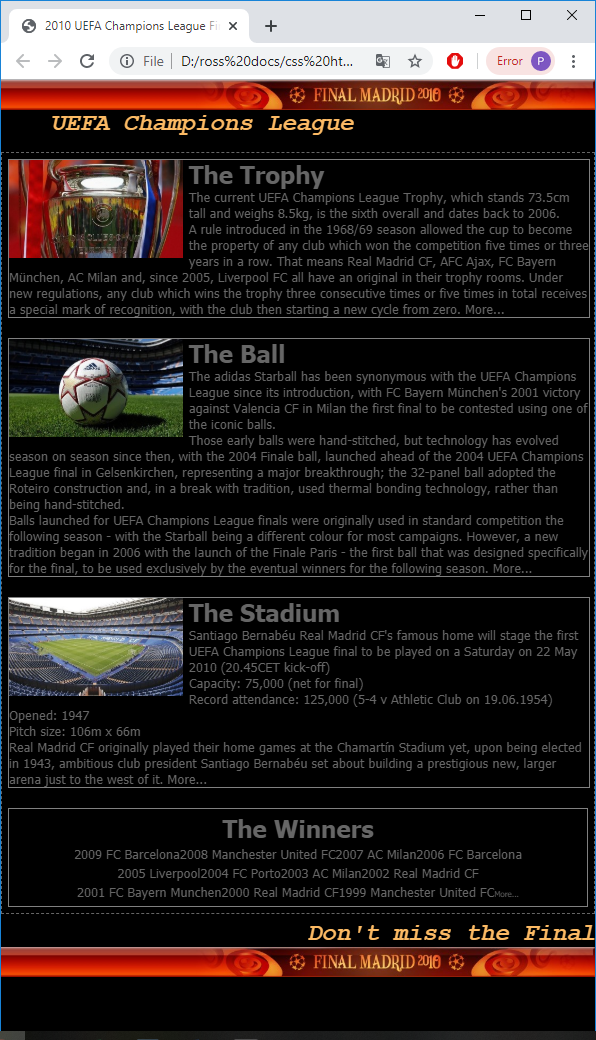 2010 UEFA Champions League Fi
File D:/ross%20docs/css%20ht... Error P
FINAL MADRID 2010
UEFA Champions League
The Trophy
The current UEFA Champions League Trophy, which stands 73.5cm
tall and weighs 8.5kg, is the sixth overall and dates back to 2006.
A rule introduced in the 1968/69 season allowed the cup to become
the property of any club which won the competition five times or three
years in a row. That means Real Madrid CF, AFC Ajax, FC Bayern
München, AC Milan and, since 2005, Liverpool FC all have an original in their trophy rooms. Under
new regulations, any club which wins the trophy three consecutive times or five times in total receives
a special mark of recognition, with the club then starting a new cycle from zero. More...
The Ball
The adidas Starball has been synonymous with the UEFA Champions
League since its introduction, with FC Bayern München's 2001 victory
against Valencia CF in Milan the first final to be contested using one of
the iconic balls.
Those early balls were hand-stitched, but technology has evolved
season on season since then, with the 2004 Finale ball, launched ahead of the 2004 UEFA Champions
League final in Gelsenkirchen, representing a major breakthrough; the 32-panel ball adopted the
Roteiro construction and, in a break with tradition, used thermal bonding technology, rather than
being hand-stitched.
Balls launched for UEFA Champions League finals were originally used in standard competition the
following season - with the Starball being a different colour for most campaigns. However, a new
tradition began in 2006 with the launch of the Finale Paris - the first ball that was designed specifically
for the final, to be used exclusively by the eventual winners for the following season. More...
The Stadium
Santiago Bernabéu Real Madrid CF's famous home will stage the first
UEFA Champions League final to be played on a Saturday on 22 May
2010 (20.45CET kick-off)
Capacity: 75,000 (net for final)
Record attendance: 125,000 (5-4 v Athletic Club on 19.06.1954)
Opened: 1947
Pitch size: 106m x 66m
Real Madrid CF originally played their home games at the Chamartín Stadium yet, upon being elected
in 1943, ambitious club president Santiago Bernabéu set about building a prestigious new, larger
arena just to the west of it. More...
The Winners
2009 FC Barcelona2008 Manchester United FC2007 AC Milan2006 FC Barcelona
2005 Liverpool2004 FC Porto2003 AC Milan2002 Real Madrid CF
2001 FC Bayern Munchen2000 Real Madrid CF1999 Manchester United FCMore...
Don't miss the Final
FINAL MADRID 2010